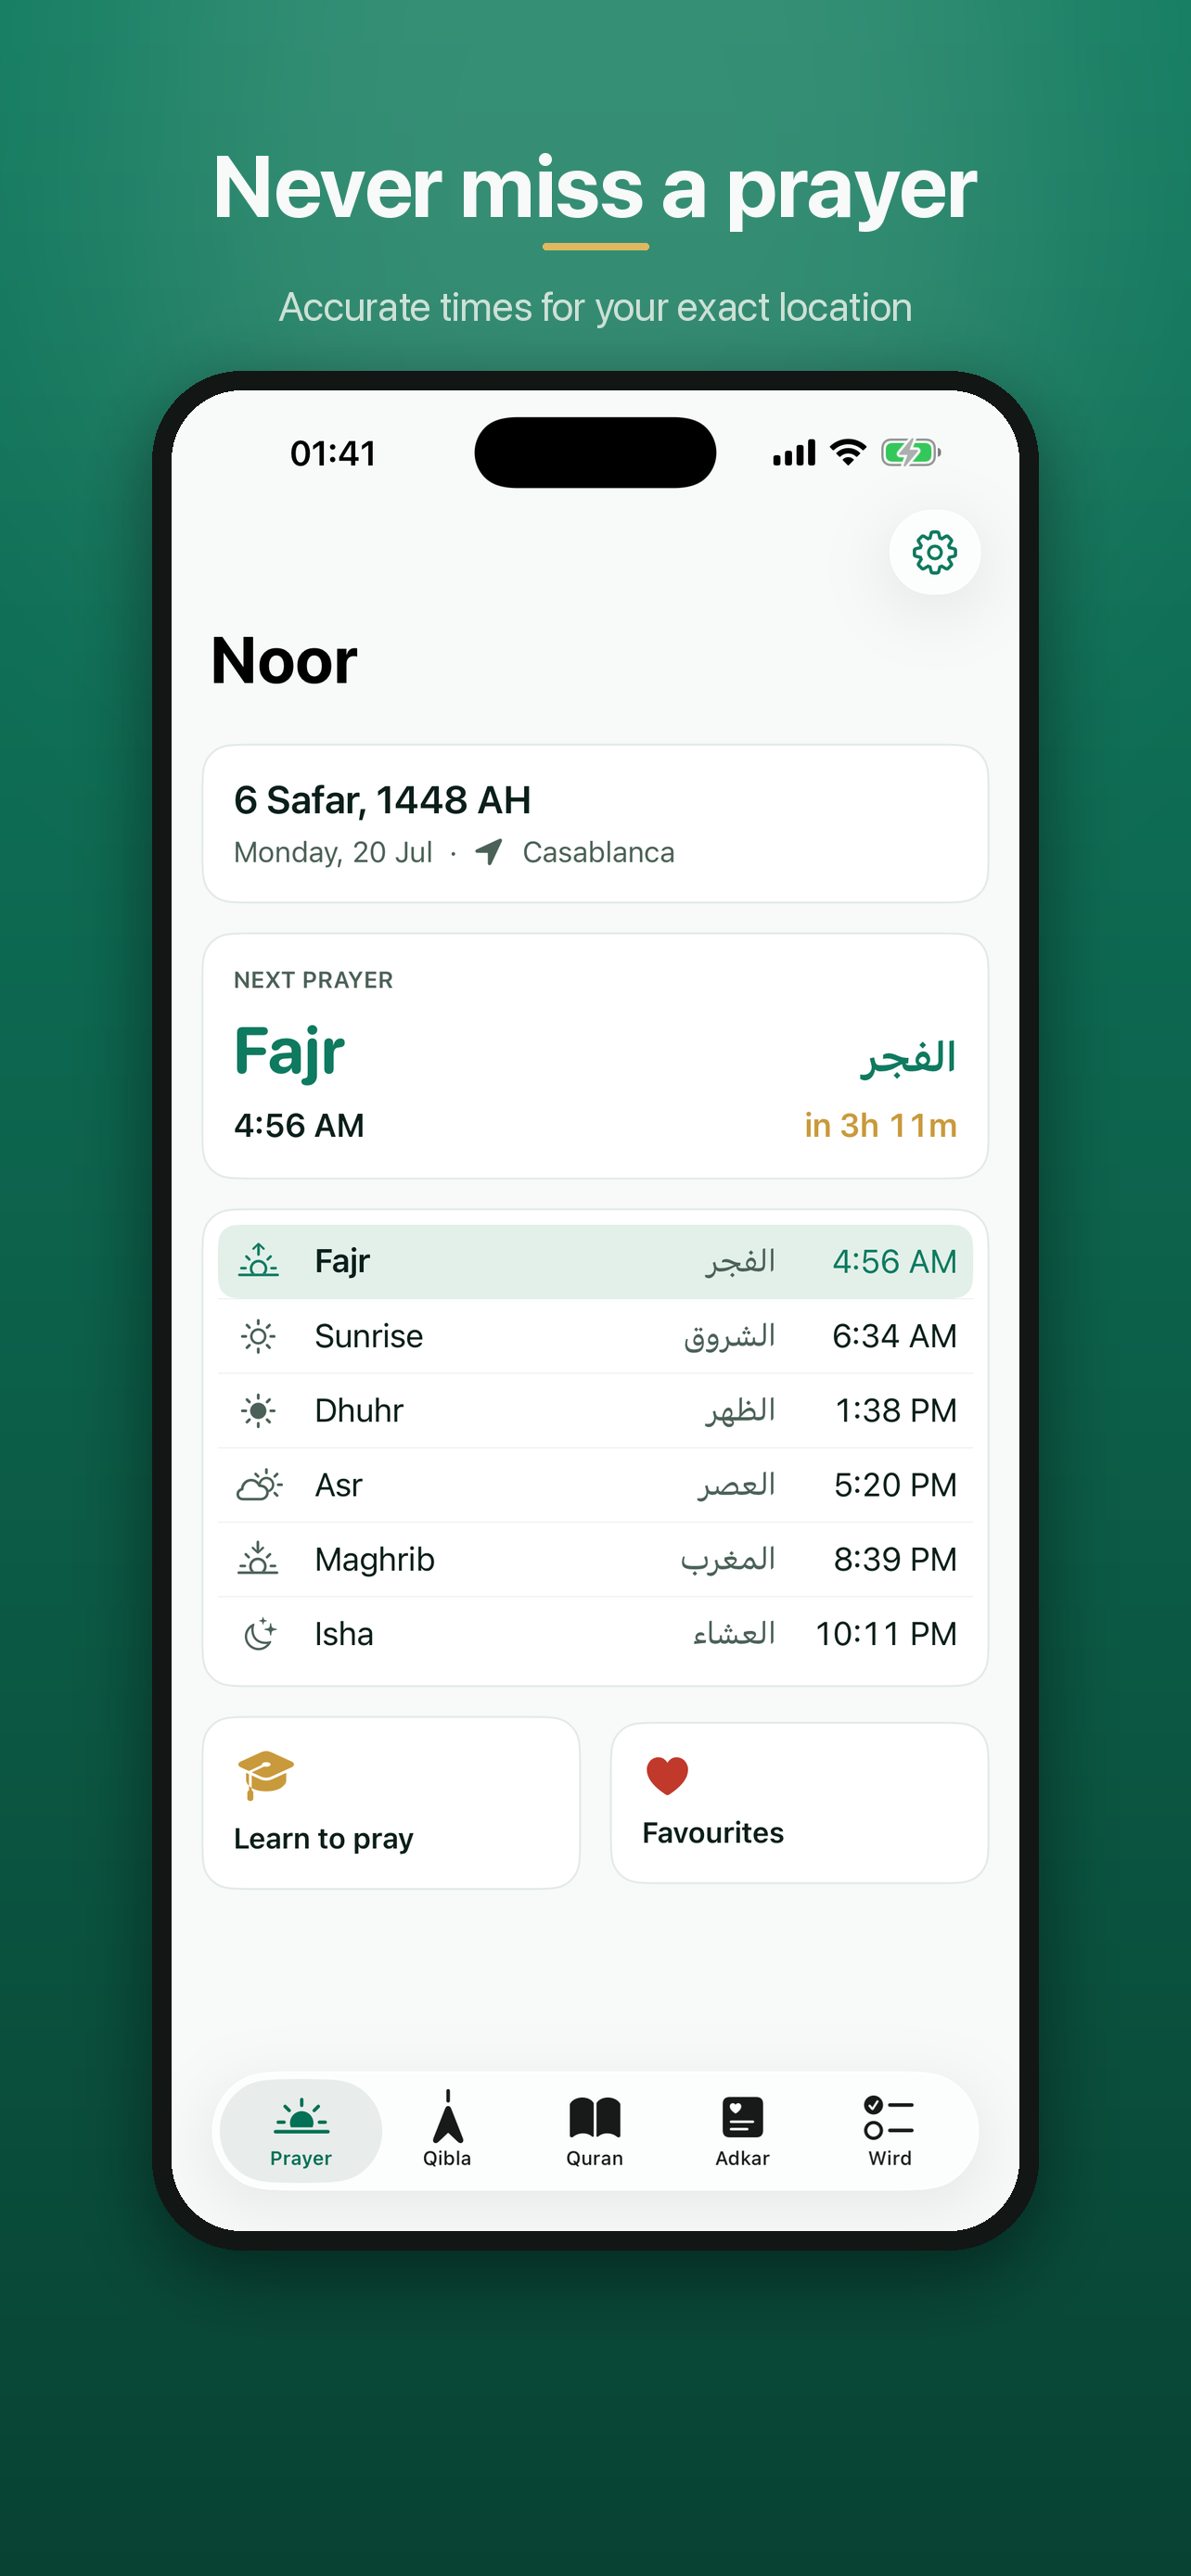 Never miss a prayer
Accurate times for your exact location
01:41
Noor
6 Safar, 1448 AH
Monday, 20 Jul · Casablanca
NEXT PRAYER
Fajr الفجر
4:56 AM in 3h 11m
Fajr الفجر 4:56 AM
Sunrise الشروق 6:34 AM
Dhuhr الظهر 1:38 PM
Asr العصر 5:20 PM
Maghrib المغرب 8:39 PM
Isha العشاء 10:11 PM
Learn to pray Favourites
Prayer Qibla Quran Adkar Wird